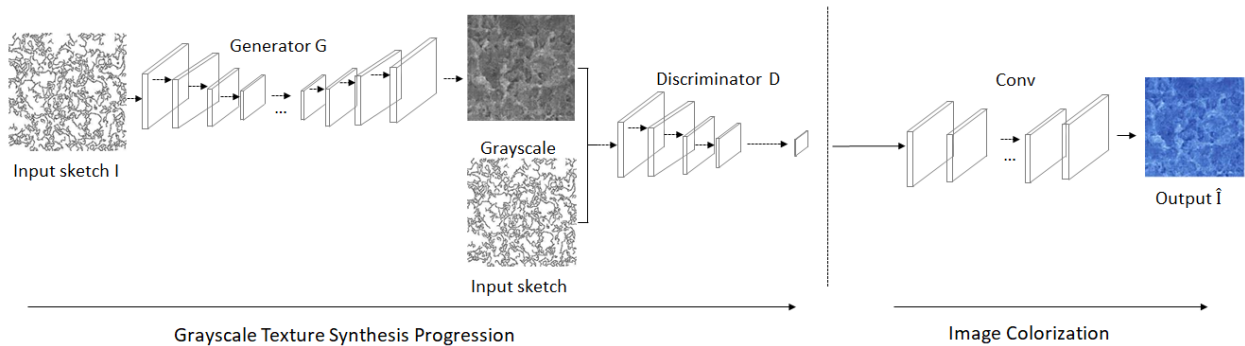 Generator G
Input sketch I
...
Grayscale
Input sketch
Discriminator D
Conv
...
Output Î
Grayscale Texture Synthesis Progression
Image Colorization